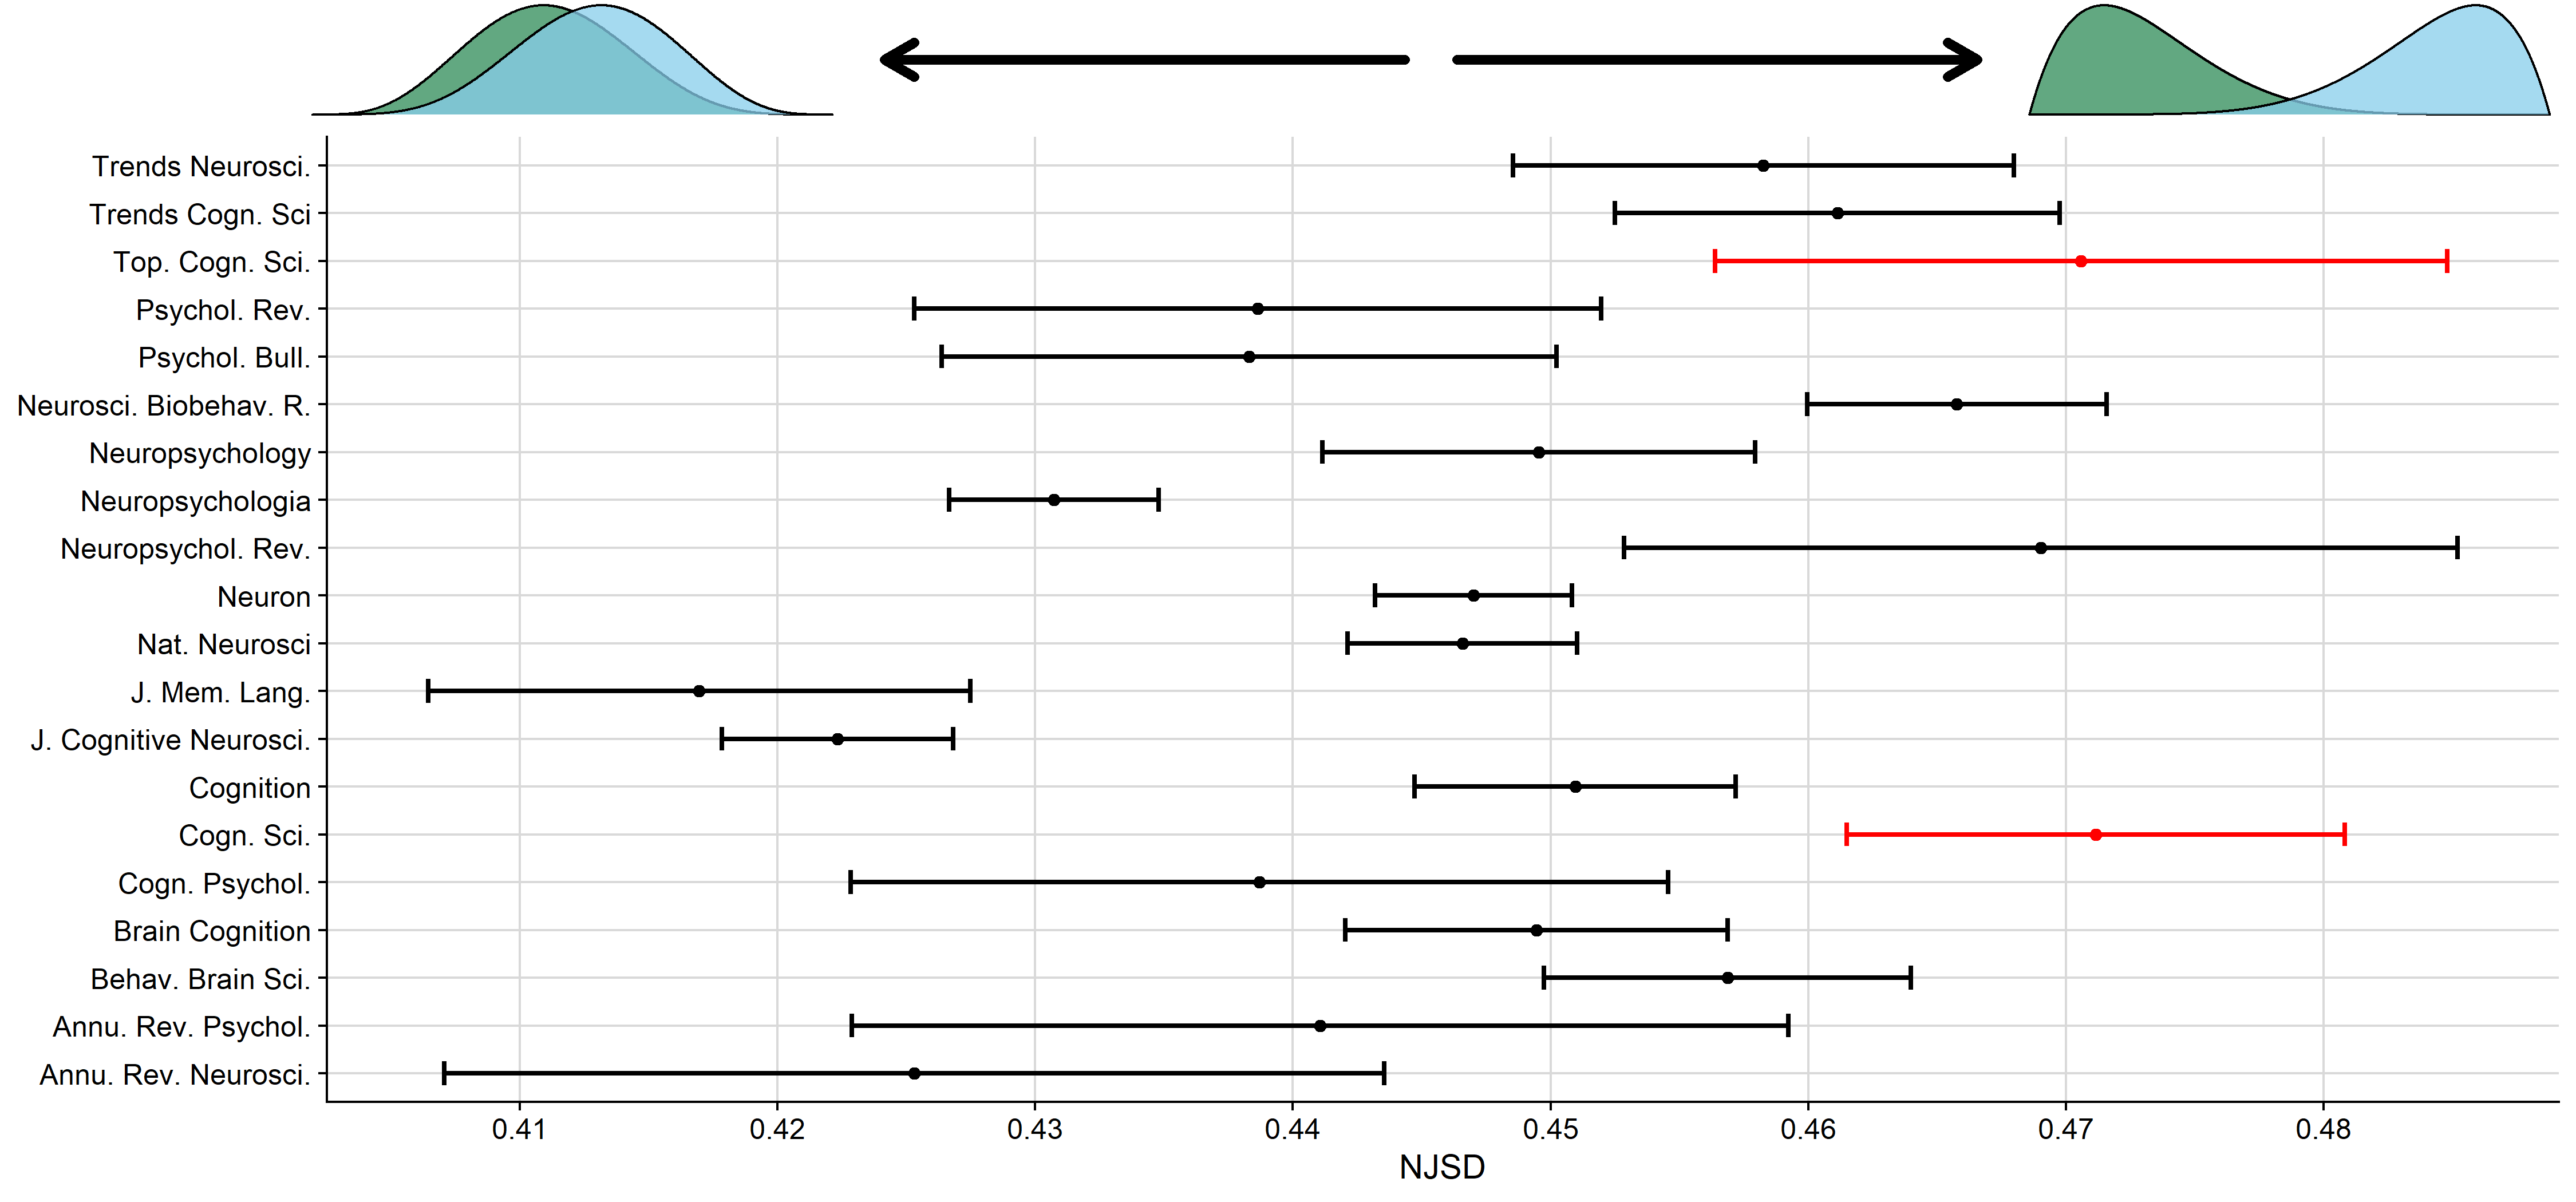 Trends Neurosci.
Trends Cogn. Sci
Top. Cogn. Sci.
Psychol. Rev.
Psychol. Bull.
Neurosci. Biobehav. R.
Neuropsychology
Neuropsychologia
Neuropsychol. Rev.
Neuron
Nat. Neurosci
J. Mem. Lang.
J. Cognitive Neurosci.
Cognition
Cogn. Sci.
Cogn. Psychol.
Brain Cognition
Behav. Brain Sci.
Annu. Rev. Psychol.
Annu. Rev. Neurosci.
0.41 0.42 0.43 0.44 0.45 0.46 0.47 0.48
NJSD